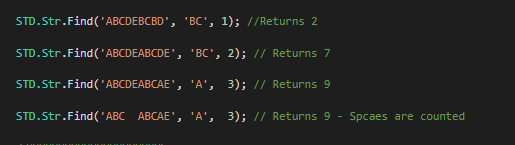 STD.Str.Find('ABCDEBCBD', 'BC', 1); //Returns 2
STD.Str.Find('ABCDEABCDE', 'BC', 2); // Returns 7
STD.Str.Find('ABCDEABCAE', 'A',  3); // Returns 9
STD.Str.Find('ABC  ABCAE', 'A',  3); // Returns 9 - Spcaes are counted